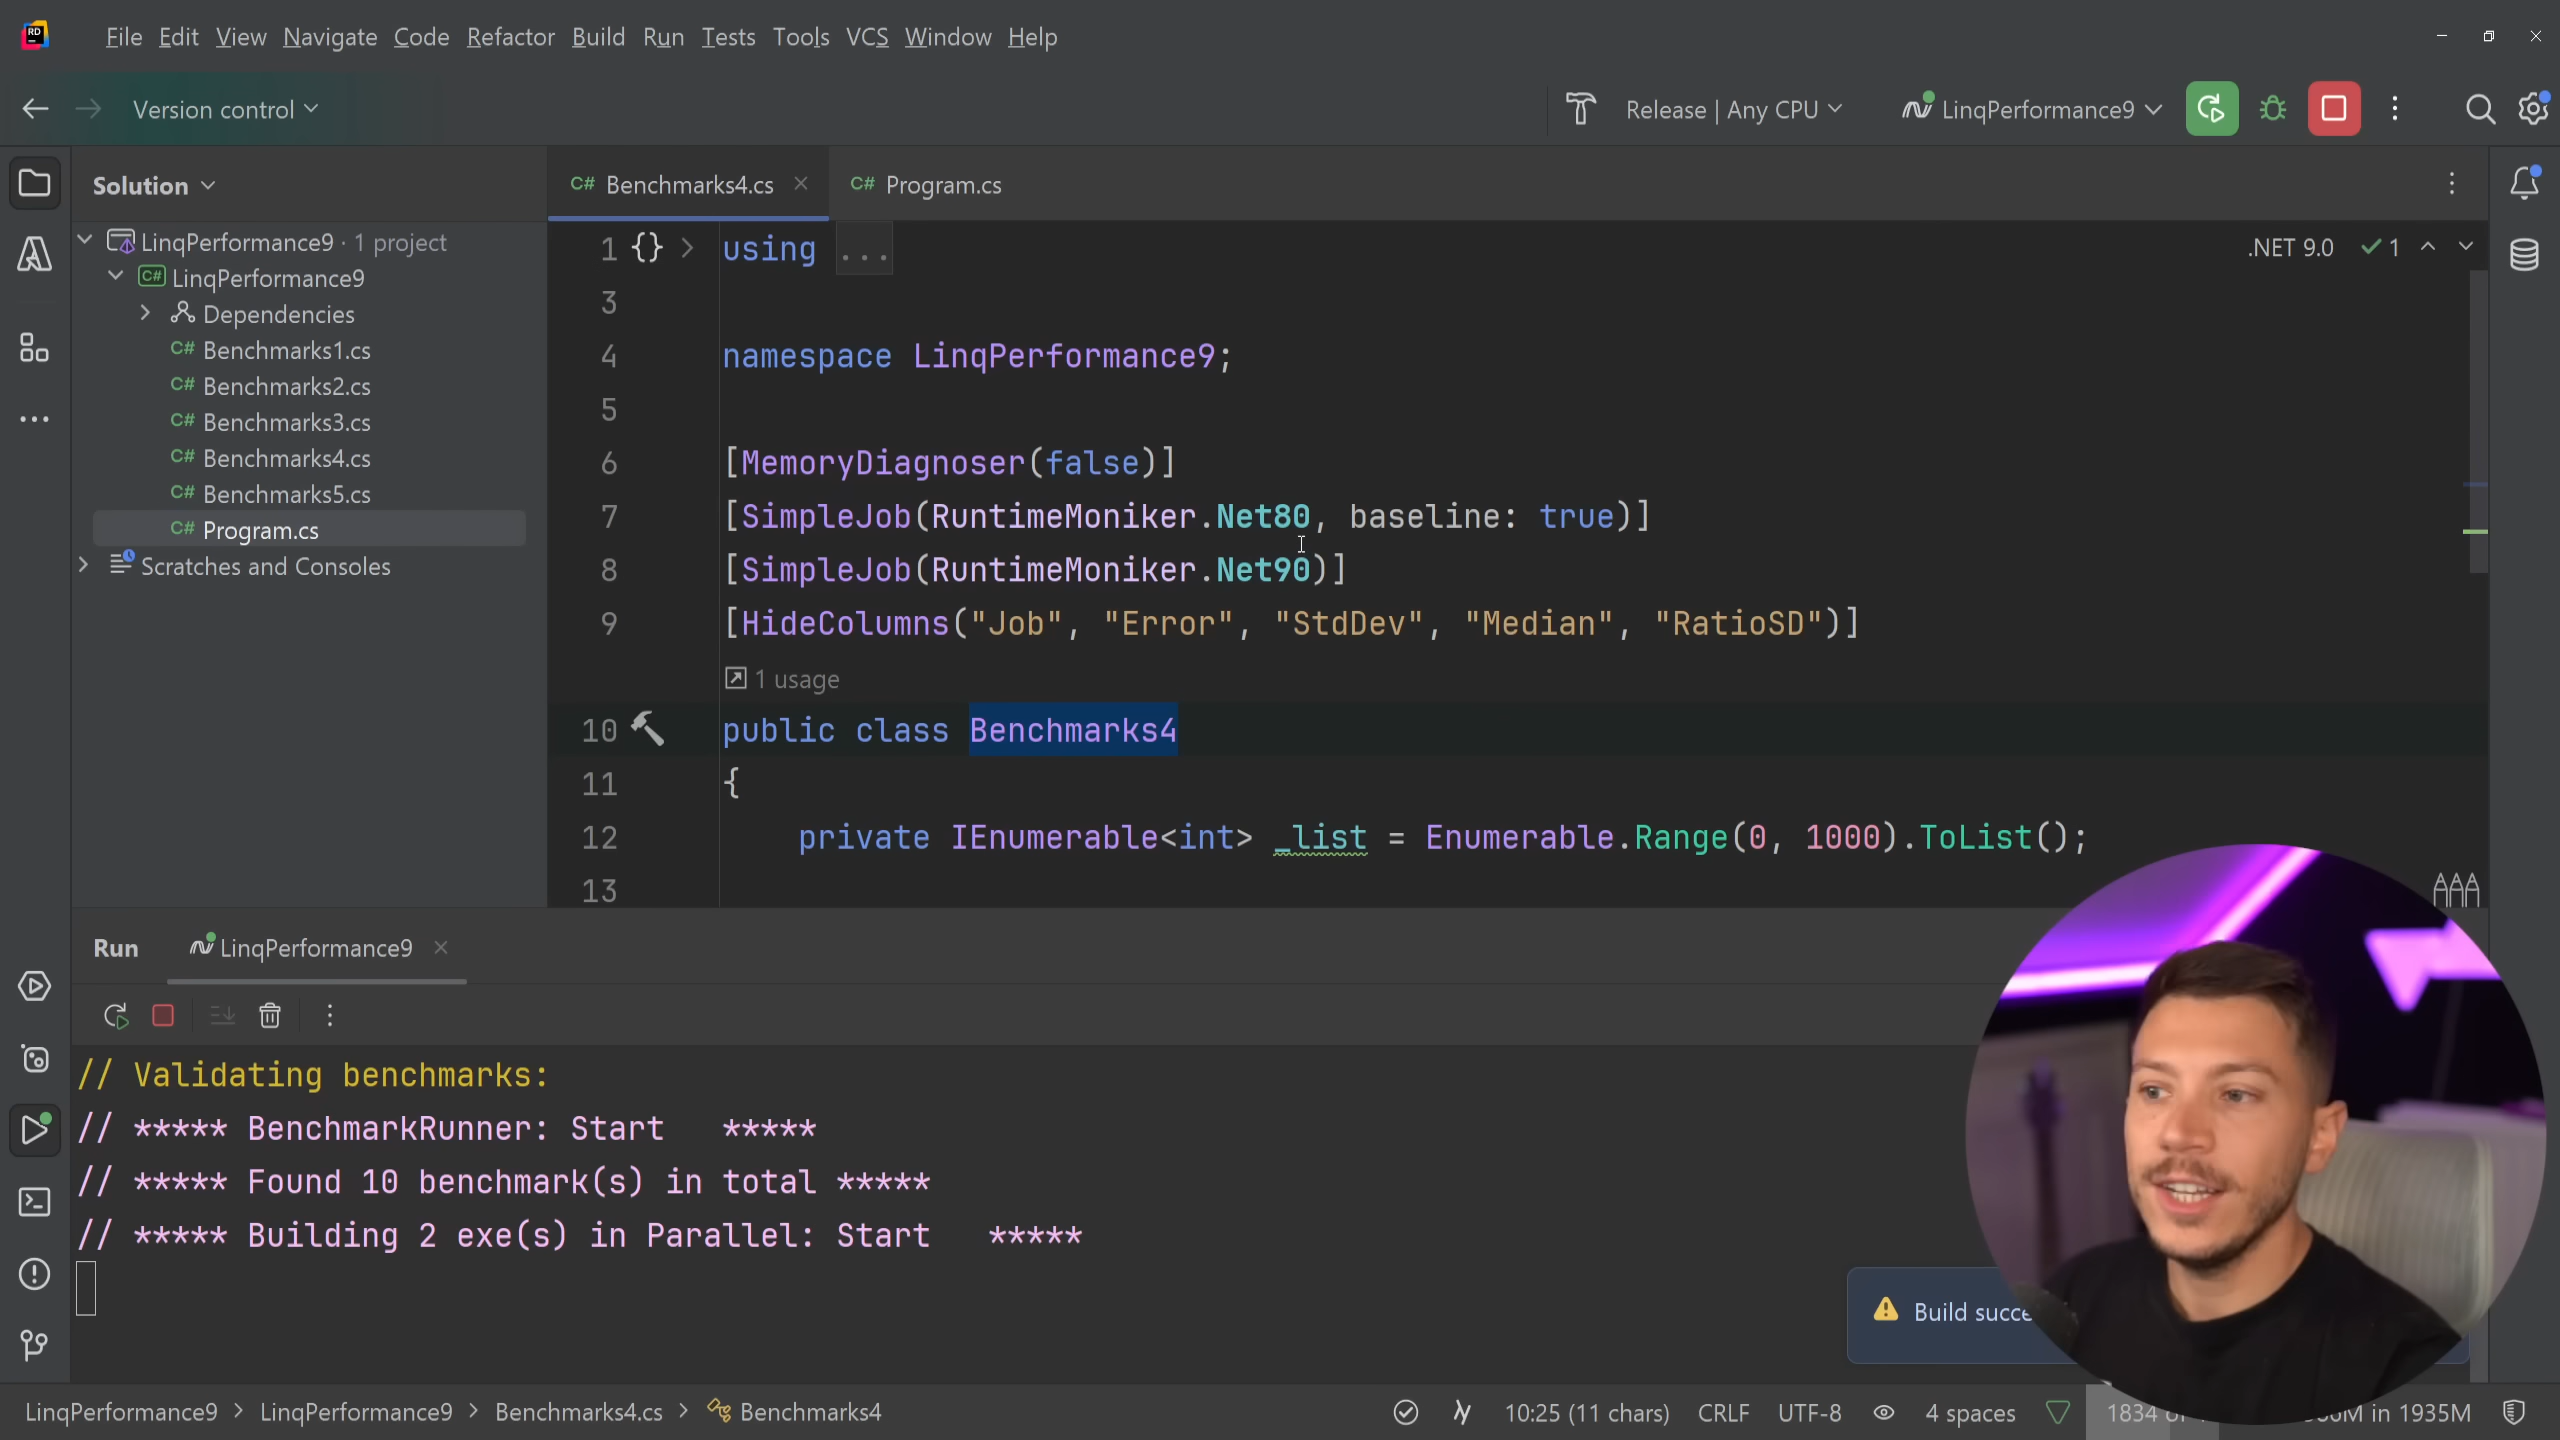 RD
File Edit View Navigate Code Refactor Build Run Tests Tools VCS Window Help
Version control
Release | Any CPU
LinqPerformance9
Solution
C# Benchmarks4.cs
C# Program.cs
LinqPerformance9 · 1 project
C# LinqPerformance9
Dependencies
C# Benchmarks1.cs
C# Benchmarks2.cs
C# Benchmarks3.cs
C# Benchmarks4.cs
C# Benchmarks5.cs
C# Program.cs
Scratches and Consoles
.NET 9.0 1
1 {} using ...
3
4 namespace LinqPerformance9;
5
6 [MemoryDiagnoser(false)]
7 [SimpleJob(RuntimeMoniker.Net80, baseline: true)]
8 [SimpleJob(RuntimeMoniker.Net90)]
9 [HideColumns("Job", "Error", "StdDev", "Median", "RatioSD")]
1 usage
10 public class Benchmarks4
11 {
12 private IEnumerable<int> _list = Enumerable.Range(0, 1000).ToList();
13
Run LinqPerformance9
// Validating benchmarks:
// ***** BenchmarkRunner: Start *****
// ***** Found 10 benchmark(s) in total *****
// ***** Building 2 exe(s) in Parallel: Start *****
Build
LinqPerformance9 > LinqPerformance9 > Benchmarks4.cs > Benchmarks4
10:25 (11 chars) CRLF UTF-8 4 spaces 1834 in 1935M